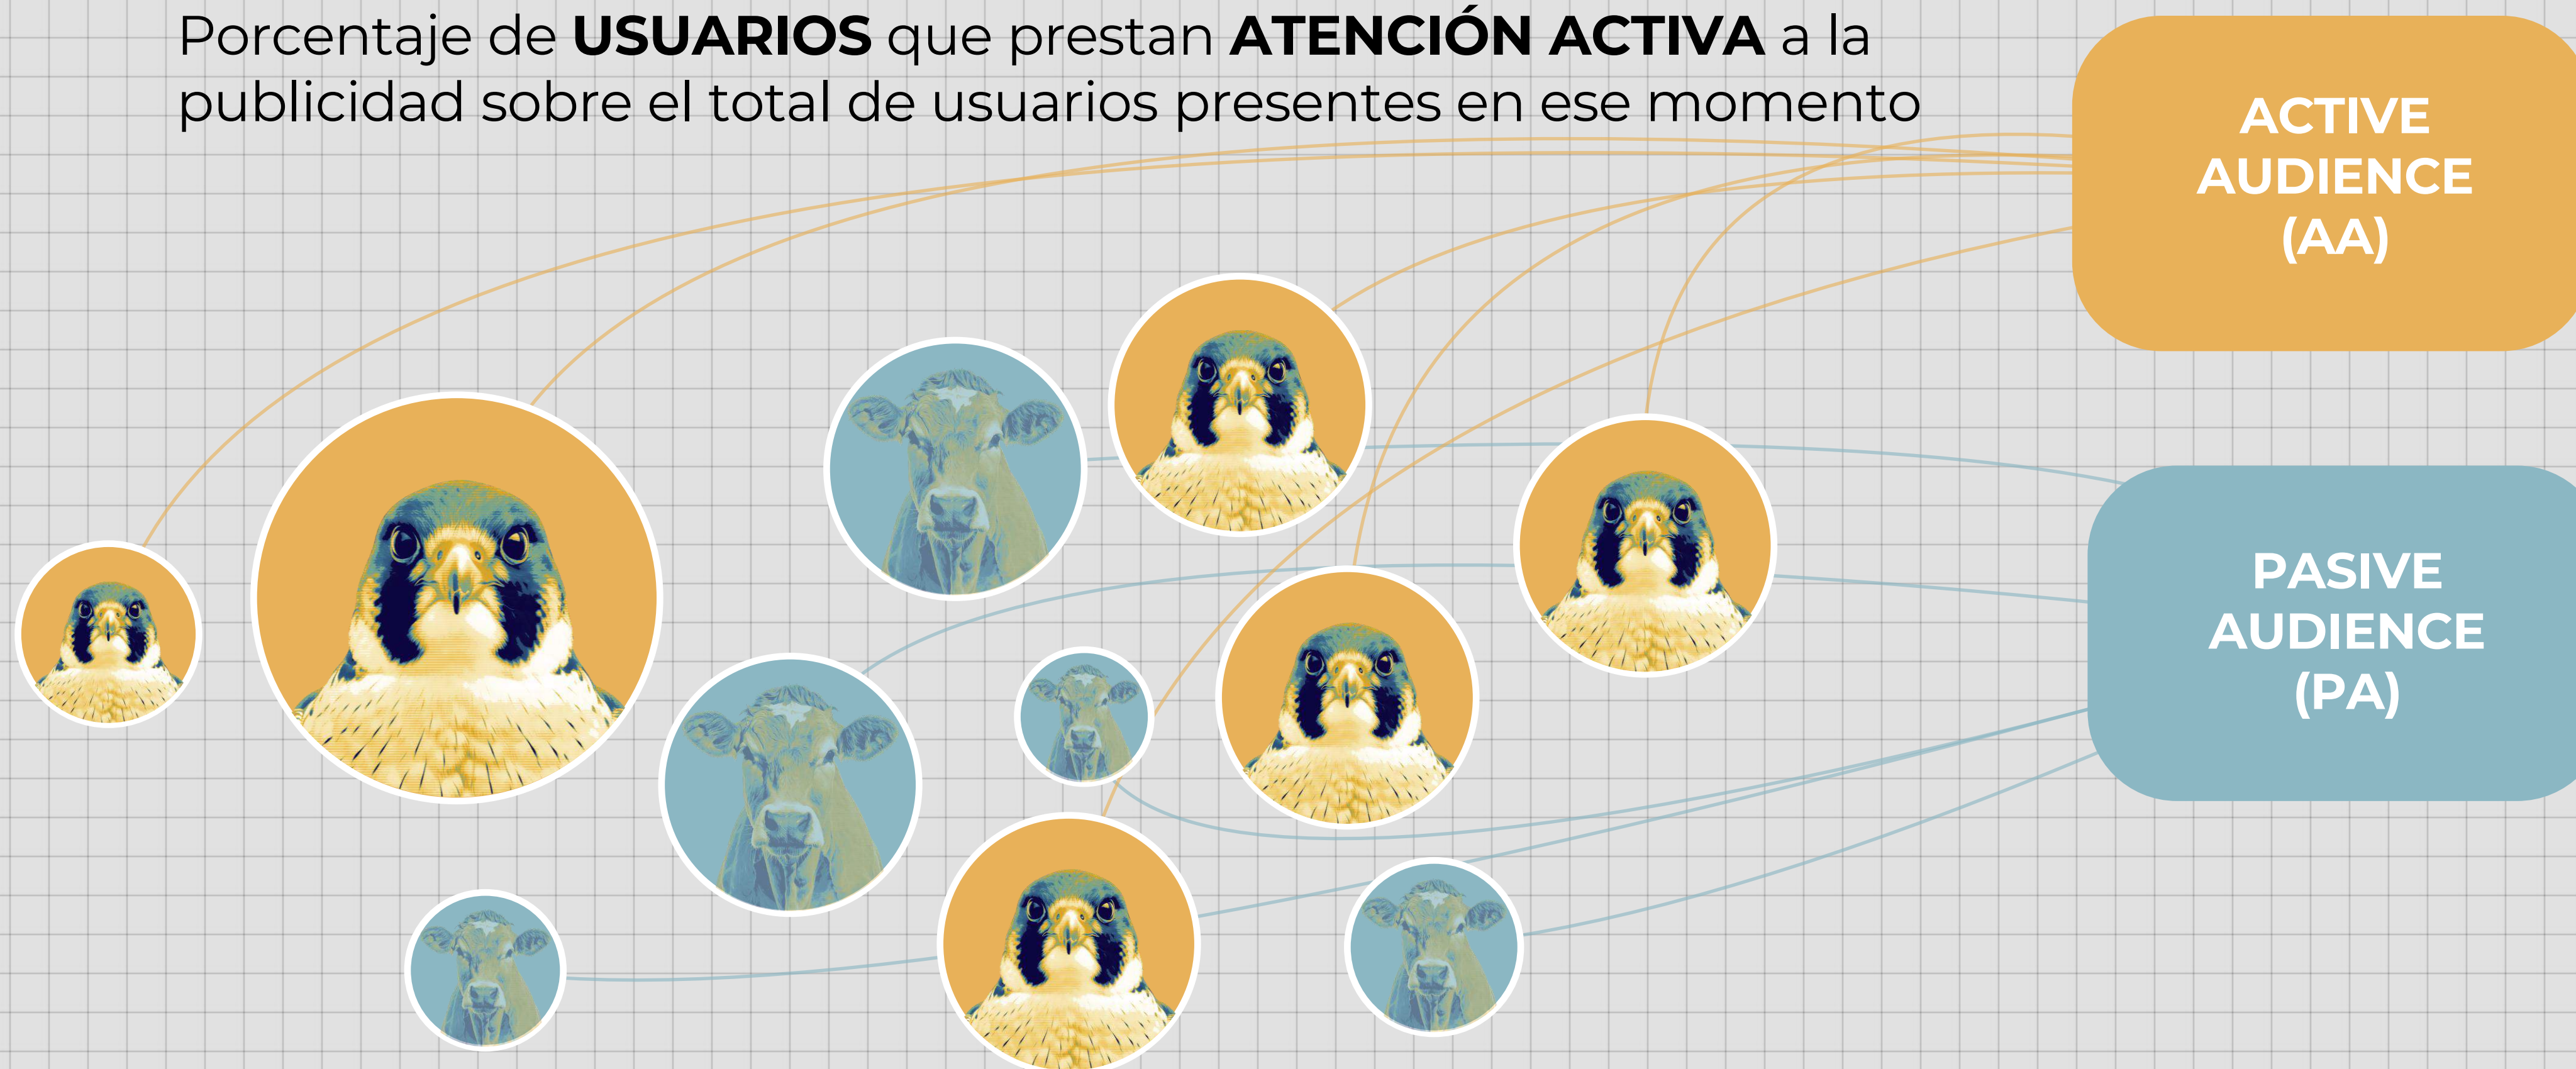 Porcentaje de USUARIOS que prestan ATENCIÓN ACTIVA a la
publicidad sobre el total de usuarios presentes en ese momento
ACTIVE
AUDIENCE
(AA)
PASIVE
AUDIENCE
(PA)